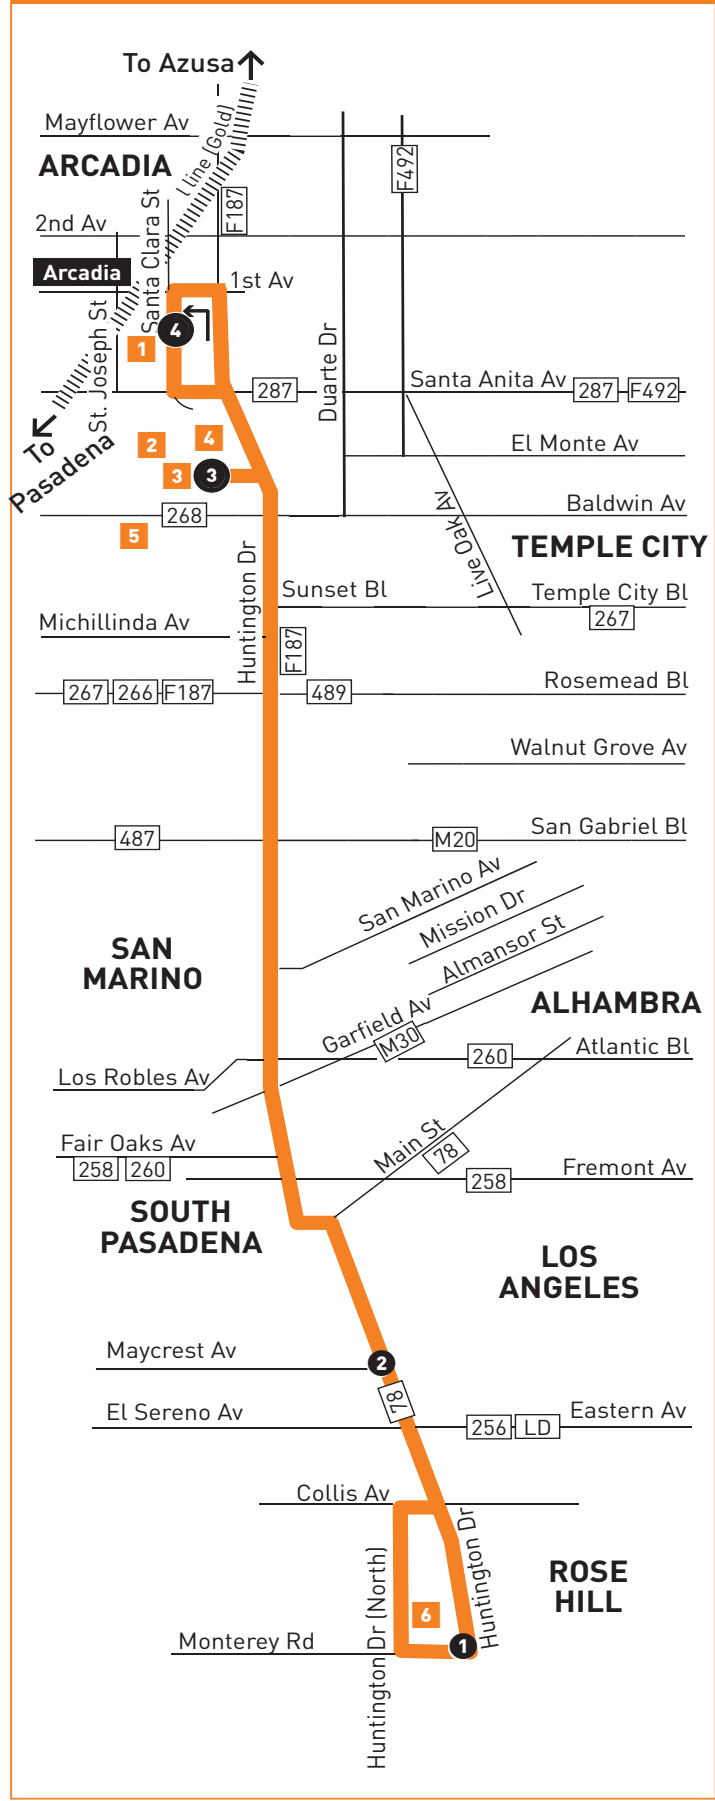 To Azusa
Mayflower Av
ARCADIA
L line (Gold)
F492
F187
Santa Clara St
2nd Av
Arcadia
1st Av
4
1
St. Joseph St
Duarte Dr
287
Santa Anita Av
287
F492
To
Pasadena
2
4
3
3
El Monte Av
Baldwin Av
268
5
Live Oak Av
TEMPLE CITY
Huntington Dr
Sunset Bl
Temple City Bl
267
Michillinda Av
F187
267
266
F187
489
Rosemead Bl
Walnut Grove Av
487
M20
San Gabriel Bl
San Marino Av
Mission Dr
Almansor St
SAN
MARINO
Garfield Av
M30
ALHAMBRA
260
Atlantic Bl
Los Robles Av
Main St
78
Fair Oaks Av
258
260
258
Fremont Av
SOUTH
PASADENA
LOS
ANGELES
Maycrest Av
2
78
El Sereno Av
256
LD
Eastern Av
Collis Av
Huntington Dr
Huntington Dr (North)
ROSE
HILL
6
Monterey Rd
1